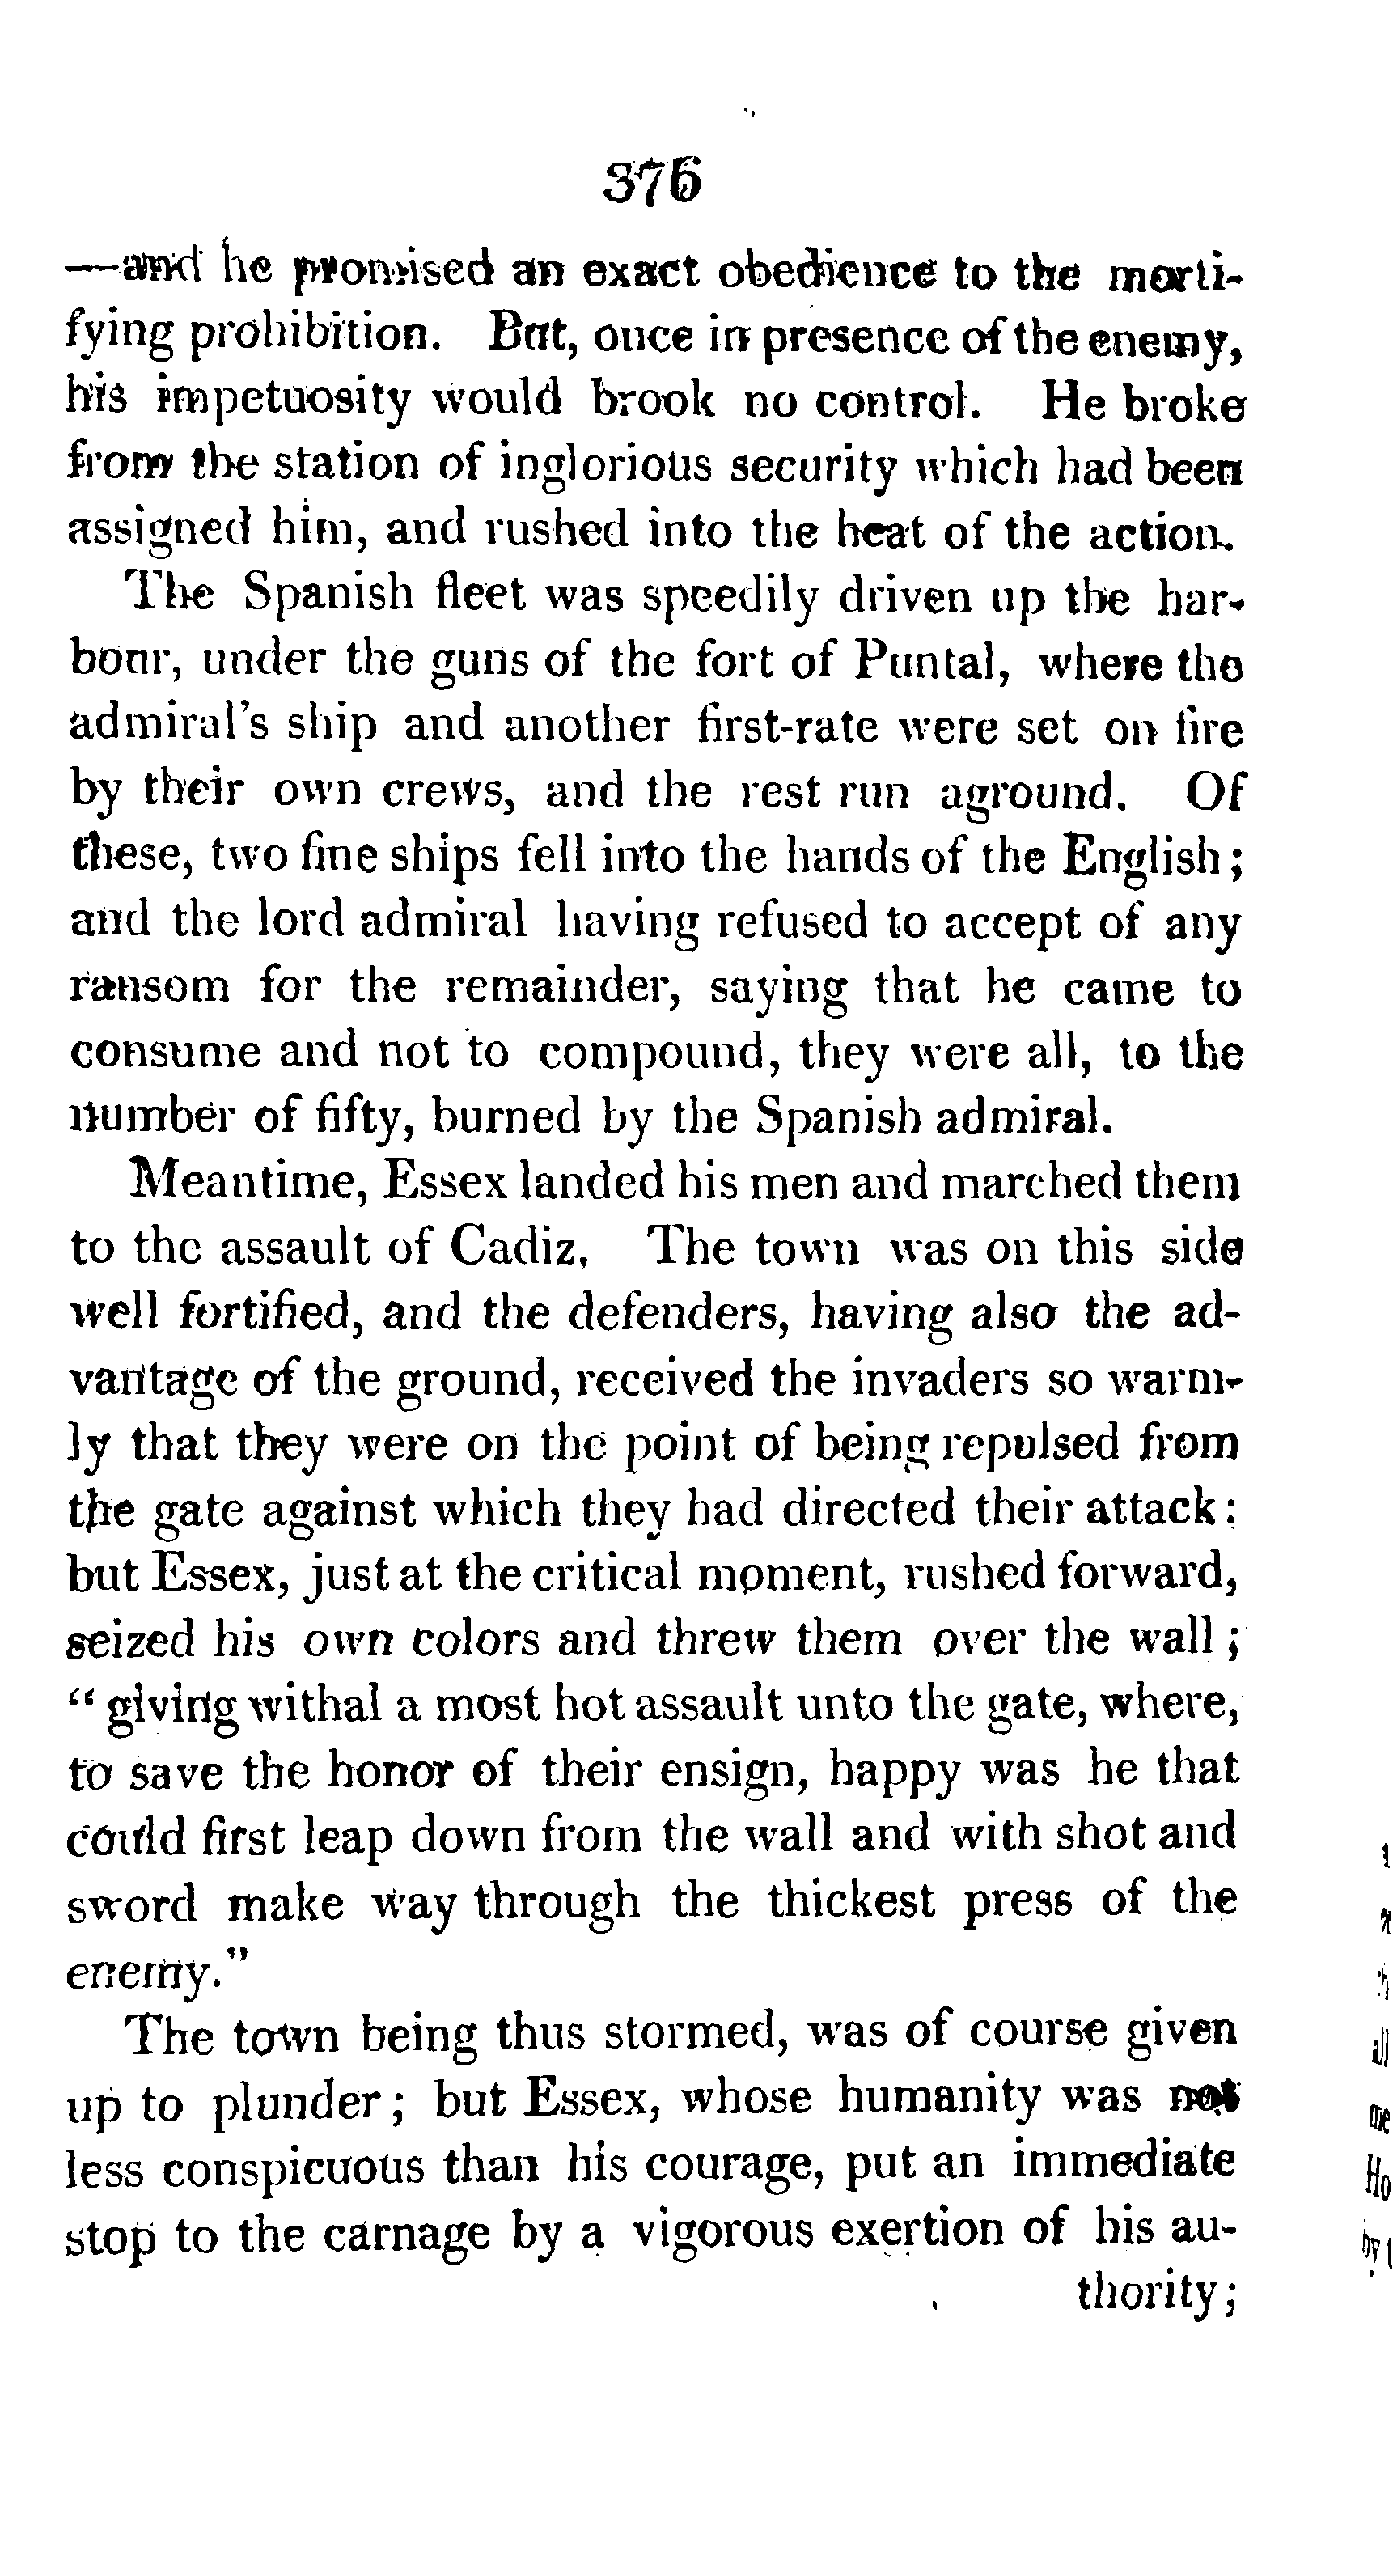 376
—and he promised an exact obedience to the morti-
fying prohibition. But, once in presence of the enemy,
his impetuosity would brook no control. He broke
from the station of inglorious security which had been
assigned him, and rushed into the heat of the action.
The Spanish fleet was speedily driven up the har-
bour, under the guns of the fort of Puntal, where the
admiral's ship and another first-rate were set on fire
by their own crews, and the rest run aground. Of
these, two fine ships fell into the hands of the English;
and the lord admiral having refused to accept of any
ransom for the remainder, saying that he came to
consume and not to compound, they were all, to the
number of fifty, burned by the Spanish admiral.
Meantime, Essex landed his men and marched them
to the assault of Cadiz. The town was on this side
well fortified, and the defenders, having also the ad-
vantage of the ground, received the invaders so warm-
ly that they were on the point of being repulsed from
the gate against which they had directed their attack:
but Essex, just at the critical moment, rushed forward,
seized his own colors and threw them over the wall;
"giving withal a most hot assault unto the gate, where,
to save the honor of their ensign, happy was he that
could first leap down from the wall and with shot and
sword make way through the thickest press of the
enemy."
The town being thus stormed, was of course given
up to plunder; but Essex, whose humanity was not
less conspicuous than his courage, put an immediate
stop to the carnage by a vigorous exertion of his au-
thority;